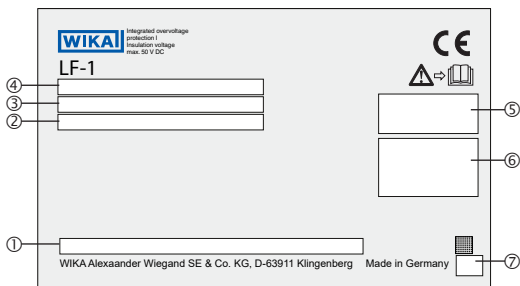 WIKA
Integrated overvoltage
protection I
Insulation voltage
max. 50 V DC
CE
LF-1
④
③
②
⑤
⑥
①
⑦
WIKA Alexaander Wiegand SE & Co. KG, D-63911 Klingenberg Made in Germany